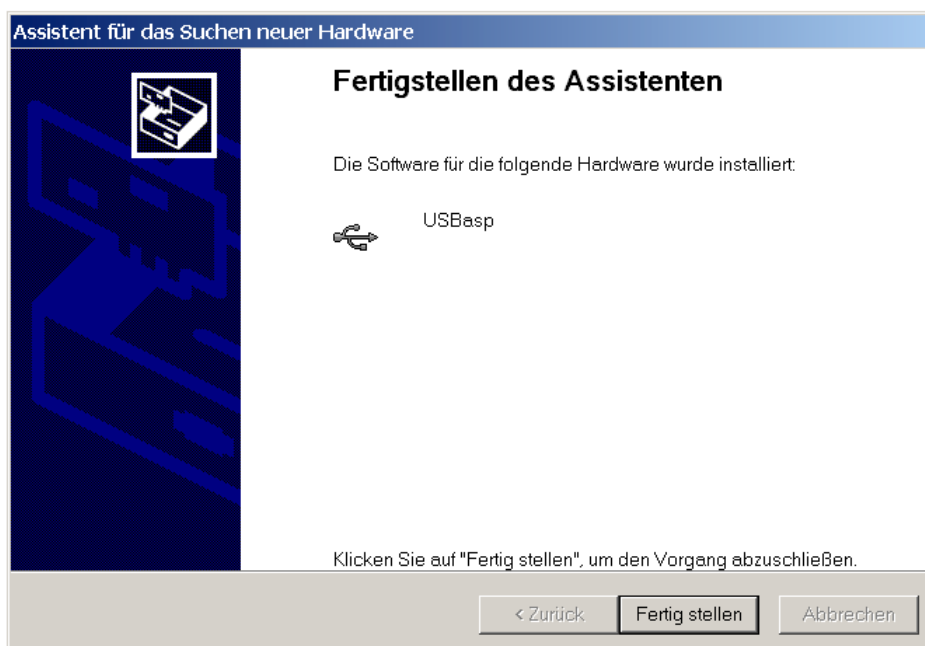 Assistent für das Suchen neuer Hardware
Fertigstellen des Assistenten
Die Software für die folgende Hardware wurde installiert:
USBasp
Klicken Sie auf "Fertig stellen", um den Vorgang abzuschließen.
< Zurück Fertig stellen Abbrechen